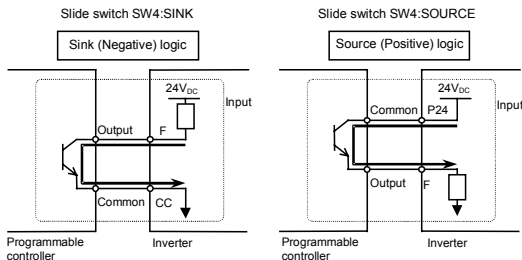 Slide switch SW4:SINK
Sink (Negative) logic
24VDC
Input
Output
F
Common
CC
Programmable
controller
Inverter
Slide switch SW4:SOURCE
Source (Positive) logic
24VDC
Common
P24
Input
Output
F
Programmable
controller
Inverter